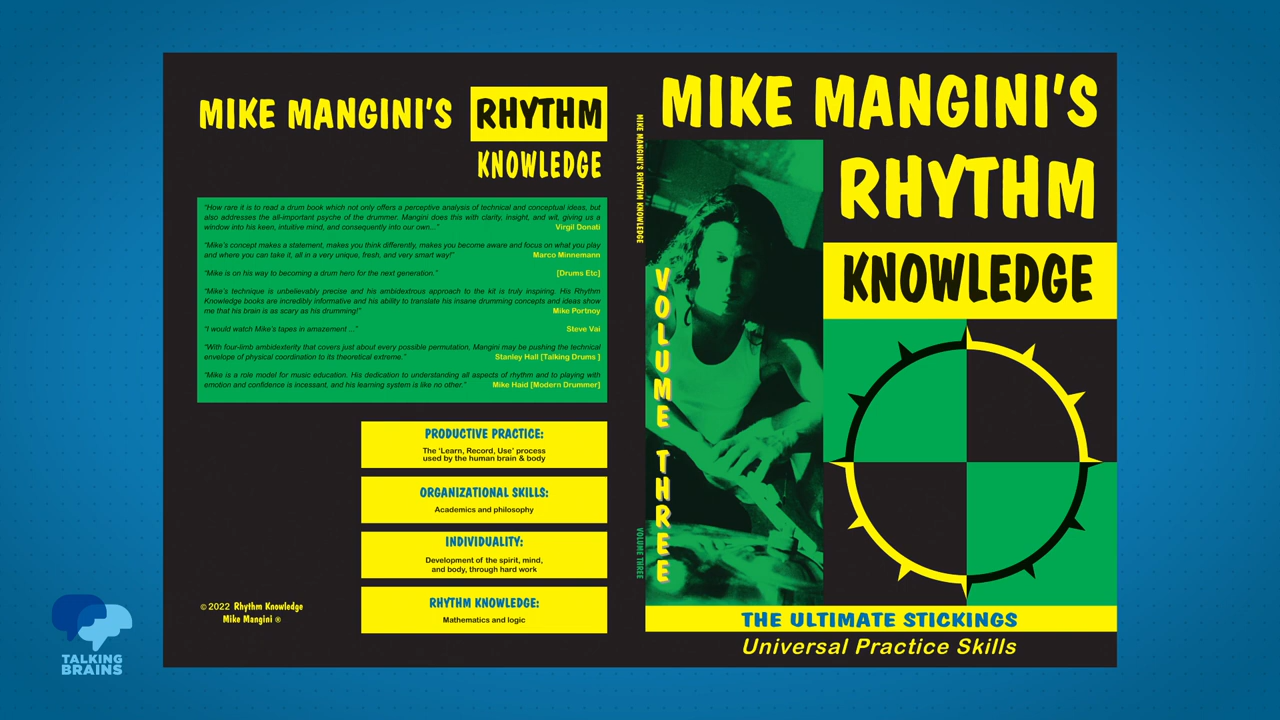 MIKE MANGINI'S RHYTHM
KNOWLEDGE
"How rare it is to read a drum book which not only offers a perceptive analysis of technical and conceptual ideas, but
also addresses the all-important psyche of the drummer. Mangini does this with clarity, insight, and wit, giving us a
window into his keen, intuitive mind, and consequently into our own..." Virgil Donati
"Mike's concept makes a statement, makes you think differently, makes you become aware and focus on what you play
and where you can take it, all in a very unique, fresh, and very smart way!" Marco Minnemann
"Mike is on his way to becoming a drum hero for the next generation." [Drums Etc]
"Mike's technique is unbelievably precise and his ambidextrous approach to the kit is truly inspiring. His Rhythm
Knowledge books are incredibly informative and his ability to translate his insane drumming concepts and ideas show
me that his brain is as scary as his drumming!" Mike Portnoy
"I would watch Mike's tapes in amazement ..." Steve Vai
"With four-limb ambidexterity that covers just about every possible permutation, Mangini may be pushing the technical
envelope of physical coordination to its theoretical extreme." Stanley Hall [Talking Drums ]
"Mike is a role model for music education. His dedication to understanding all aspects of rhythm and to playing with
emotion and confidence is incessant, and his learning system is like no other." Mike Haid [Modern Drummer]
PRODUCTIVE PRACTICE:
The 'Learn, Record, Use' process
used by the human brain & body
ORGANIZATIONAL SKILLS:
Academics and philosophy
INDIVIDUALITY:
Development of the spirit, mind,
and body, through hard work
RHYTHM KNOWLEDGE:
Mathematics and logic
© 2022 Rhythm Knowledge
Mike Mangini ®
MIKE MANGINI'S RHYTHM KNOWLEDGE
VOLUME THREE
MIKE MANGINI'S
RHYTHM
KNOWLEDGE
VOLUME THREE
THE ULTIMATE STICKINGS
Universal Practice Skills
TALKING
BRAINS